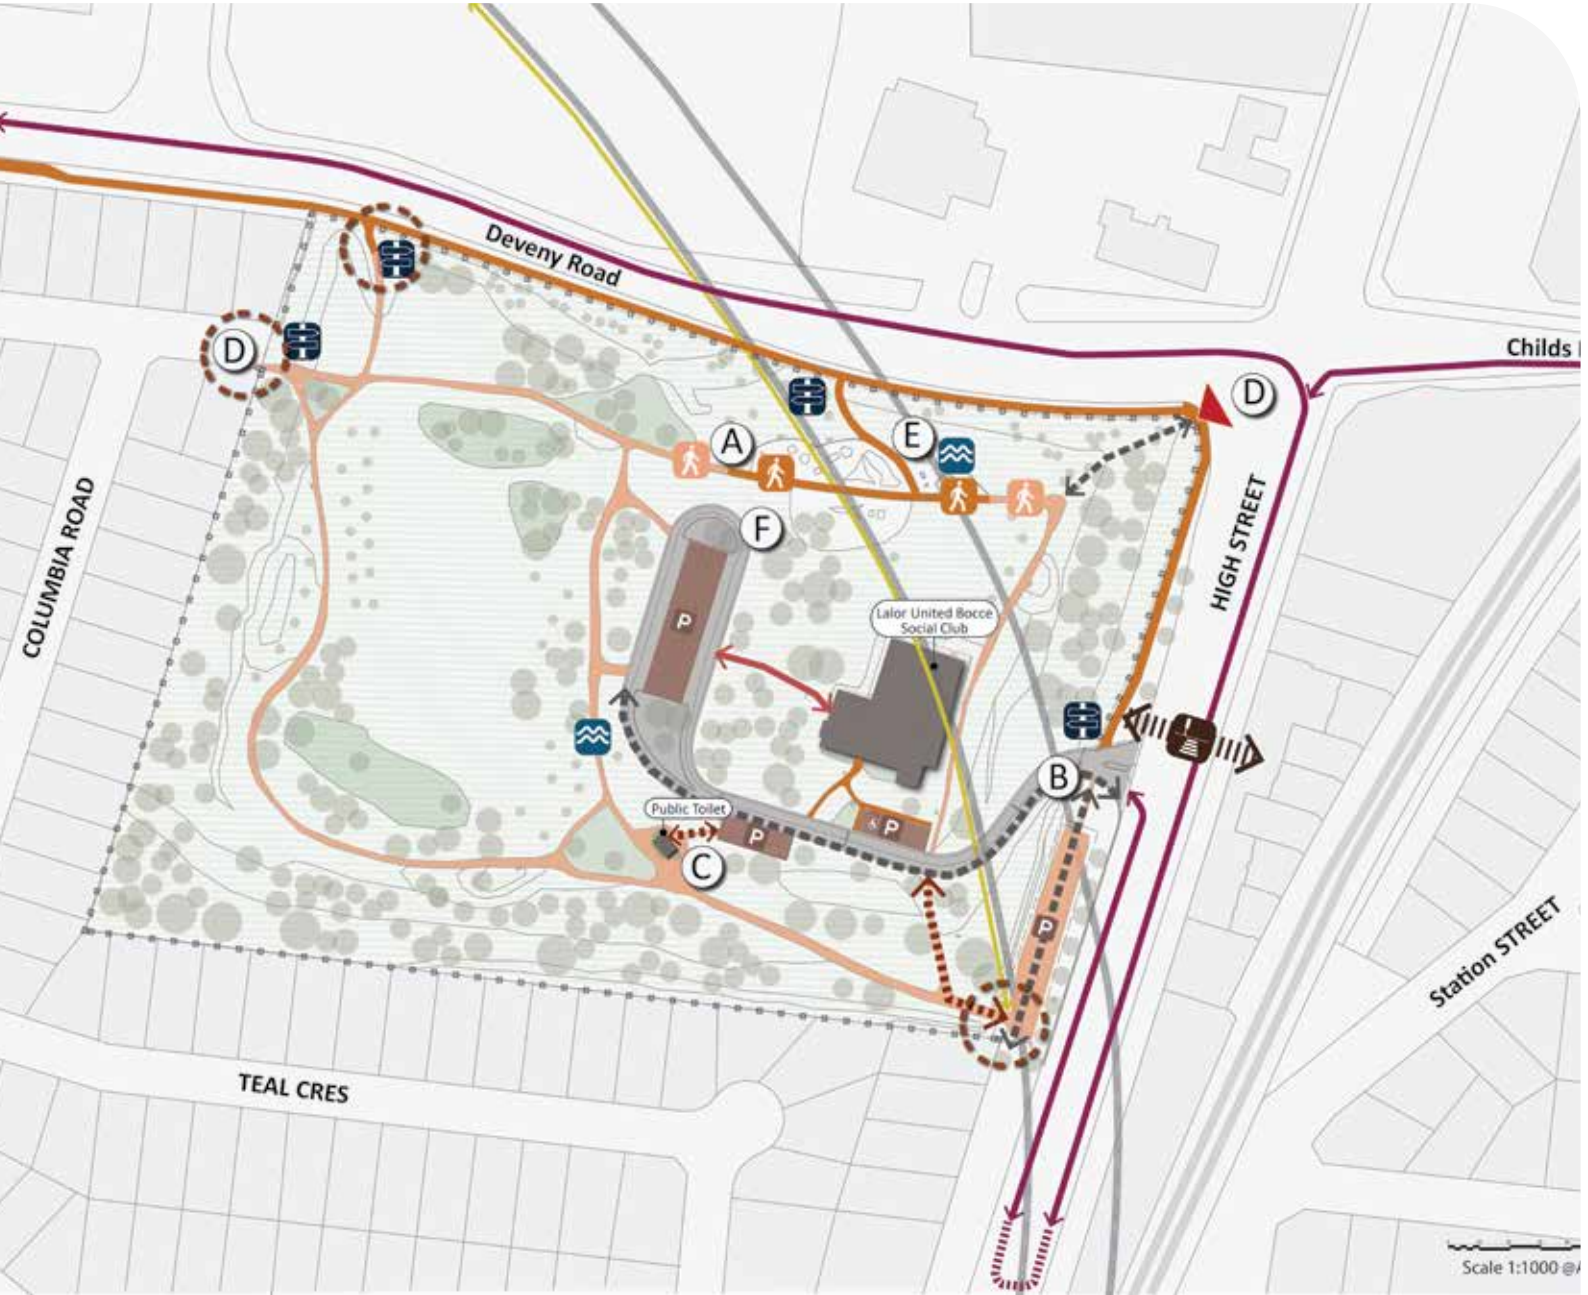 Deveny Road
Childs
D
D
A
E
COLUMBIA ROAD
HIGH STREET
F
P
Lalor United Bocce
Social Club
B
Public Toilet
P
P
C
P
Station STREET
TEAL CRES
Scale 1:1000 @A